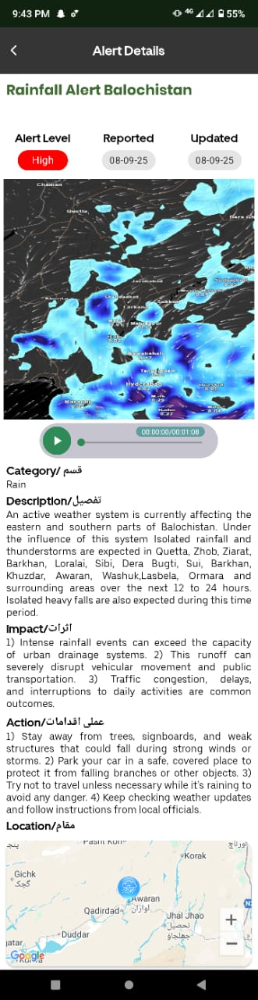 9:43 PM
4G
55%
Alert Details
Rainfall Alert Balochistan
Alert Level Reported Updated
High 08-09-25 08-09-25
Chaman
Quetta
Jacobabad
Shahdadkot
Sukkur
Larkana
Nawabshah
Hyderabad
Karachi
00:00:00/00:01:08
Category/ قسم
Rain
Description/تفصیل
An active weather system is currently affecting the
eastern and southern parts of Balochistan. Under
the influence of this system Isolated rainfall and
thunderstorms are expected in Quetta, Zhob, Ziarat,
Barkhan, Loralai, Sibi, Dera Bugti, Sui, Barkhan,
Khuzdar, Awaran, Washuk,Lasbela, Ormara and
surrounding areas over the next 12 to 24 hours.
Isolated heavy falls are also expected during this time
period.
Impact/اثرات
1) Intense rainfall events can exceed the capacity
of urban drainage systems. 2) This runoff can
severely disrupt vehicular movement and public
transportation. 3) Traffic congestion, delays,
and interruptions to daily activities are common
outcomes.
Action/عملی اقدامات
1) Stay away from trees, signboards, and weak
structures that could fall during strong winds or
storms. 2) Park your car in a safe, covered place to
protect it from falling branches or other objects. 3)
Try not to travel unless necessary while it's raining to
avoid any danger. 4) Keep checking weather updates
and follow instructions from local officials.
Location/مقام
Korak
Gichk
گچک
Awaran
آواران
Qadirdad
Jhal Jhao
تحصیل
جھلجاؤ
Duddar
Google